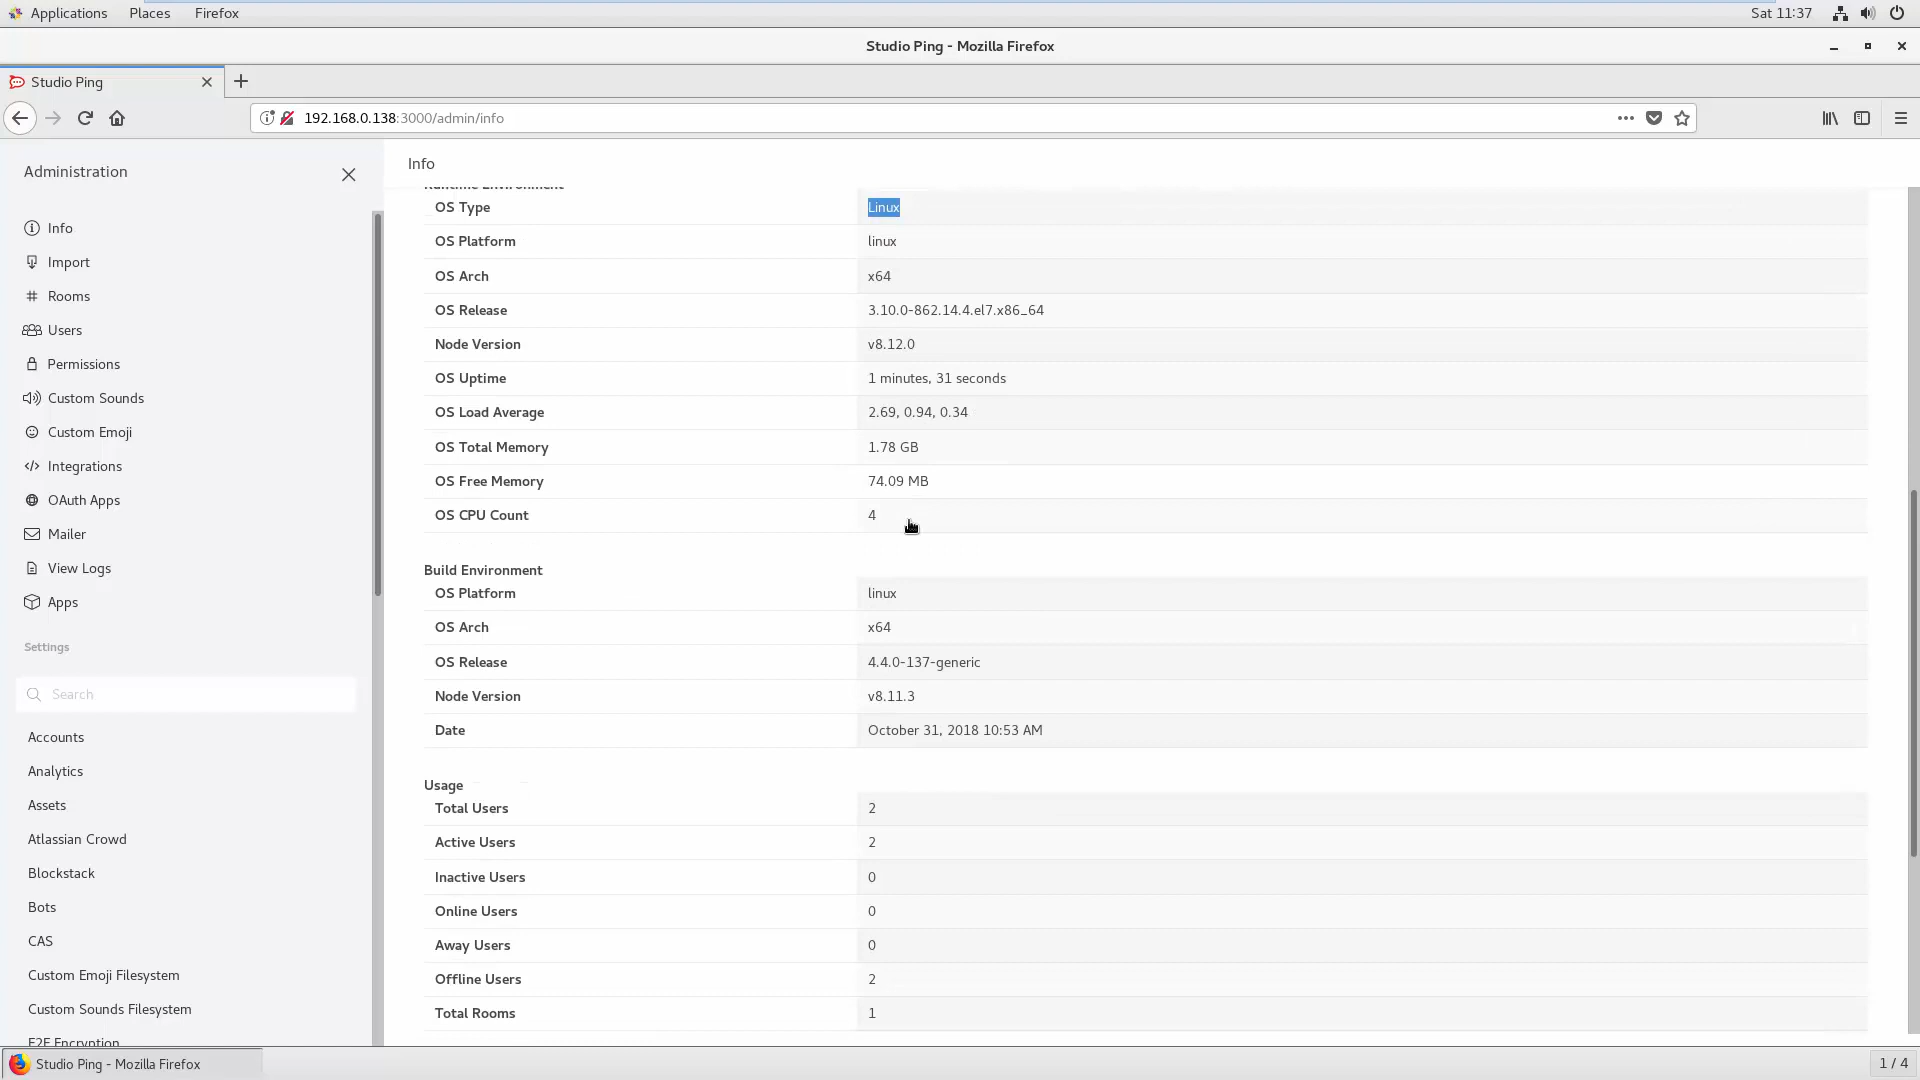 Applications Places Firefox Sat 11:37
Studio Ping - Mozilla Firefox
Studio Ping
192.168.0.138:3000/admin/info
Administration
Info
Info
Import
Rooms
Users
Permissions
Custom Sounds
Custom Emoji
Integrations
OAuth Apps
Mailer
View Logs
Apps
Settings
Search
Accounts
Analytics
Assets
Atlassian Crowd
Blockstack
Bots
CAS
Custom Emoji Filesystem
Custom Sounds Filesystem
E2E Encryption
Runtime Environment
OS Type Linux
OS Platform linux
OS Arch x64
OS Release 3.10.0-862.14.4.el7.x86_64
Node Version v8.12.0
OS Uptime 1 minutes, 31 seconds
OS Load Average 2.69, 0.94, 0.34
OS Total Memory 1.78 GB
OS Free Memory 74.09 MB
OS CPU Count 4
Build Environment
OS Platform linux
OS Arch x64
OS Release 4.4.0-137-generic
Node Version v8.11.3
Date October 31, 2018 10:53 AM
Usage
Total Users 2
Active Users 2
Inactive Users 0
Online Users 0
Away Users 0
Offline Users 2
Total Rooms 1
Studio Ping - Mozilla Firefox 1 / 4